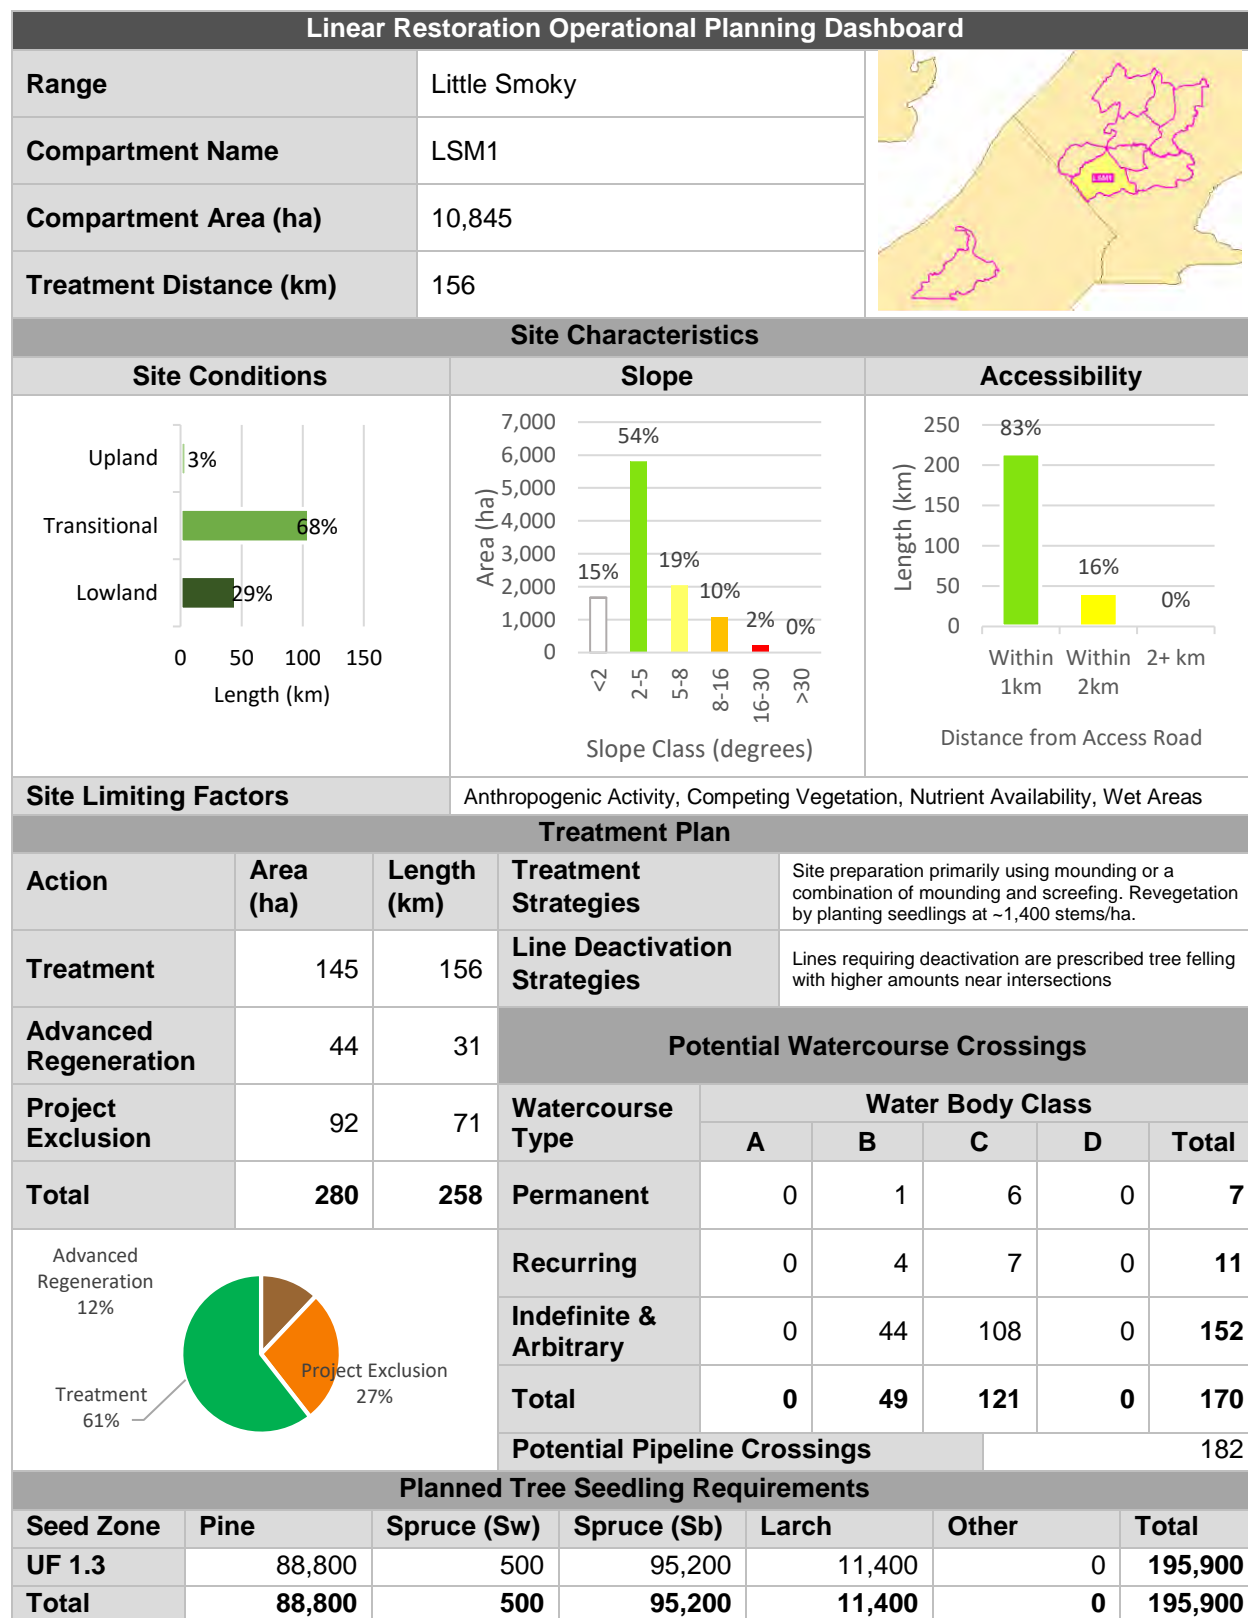 Linear Restoration Operational Planning Dashboard
Range Little Smoky
Compartment Name LSM1
Compartment Area (ha) 10,845
Treatment Distance (km) 156
LSM1
Site Characteristics
Site Conditions Slope Accessibility
Upland 3%
Transitional 68%
Lowland 29%
0 50 100 150
Length (km)
7,000
6,000
5,000
4,000
3,000
2,000
1,000
0
Area (ha)
15% 54% 19% 10% 2% 0%
<2 2-5 5-8 8-16 16-30 >30
Slope Class (degrees)
250
200
150
100
50
0
Length (km)
83% 16% 0%
Within 1km
Within 2km
2+ km
Distance from Access Road
Site Limiting Factors Anthropogenic Activity, Competing Vegetation, Nutrient Availability, Wet Areas
Treatment Plan
Action Area (ha) Length (km)
Treatment 145 156
Advanced Regeneration 44 31
Project Exclusion 92 71
Total 280 258
Treatment Strategies
Site preparation primarily using mounding or a
combination of mounding and screefing. Revegetation
by planting seedlings at ~1,400 stems/ha.
Line Deactivation Strategies
Lines requiring deactivation are prescribed tree felling
with higher amounts near intersections
Potential Watercourse Crossings
Watercourse Type Water Body Class
A B C D Total
Permanent 0 1 6 0 7
Recurring 0 4 7 0 11
Indefinite & Arbitrary 0 44 108 0 152
Total 0 49 121 0 170
Potential Pipeline Crossings 182
Advanced
Regeneration
12%
Project Exclusion
27%
Treatment
61%
Planned Tree Seedling Requirements
Seed Zone Pine Spruce (Sw) Spruce (Sb) Larch Other Total
UF 1.3 88,800 500 95,200 11,400 0 195,900
Total 88,800 500 95,200 11,400 0 195,900